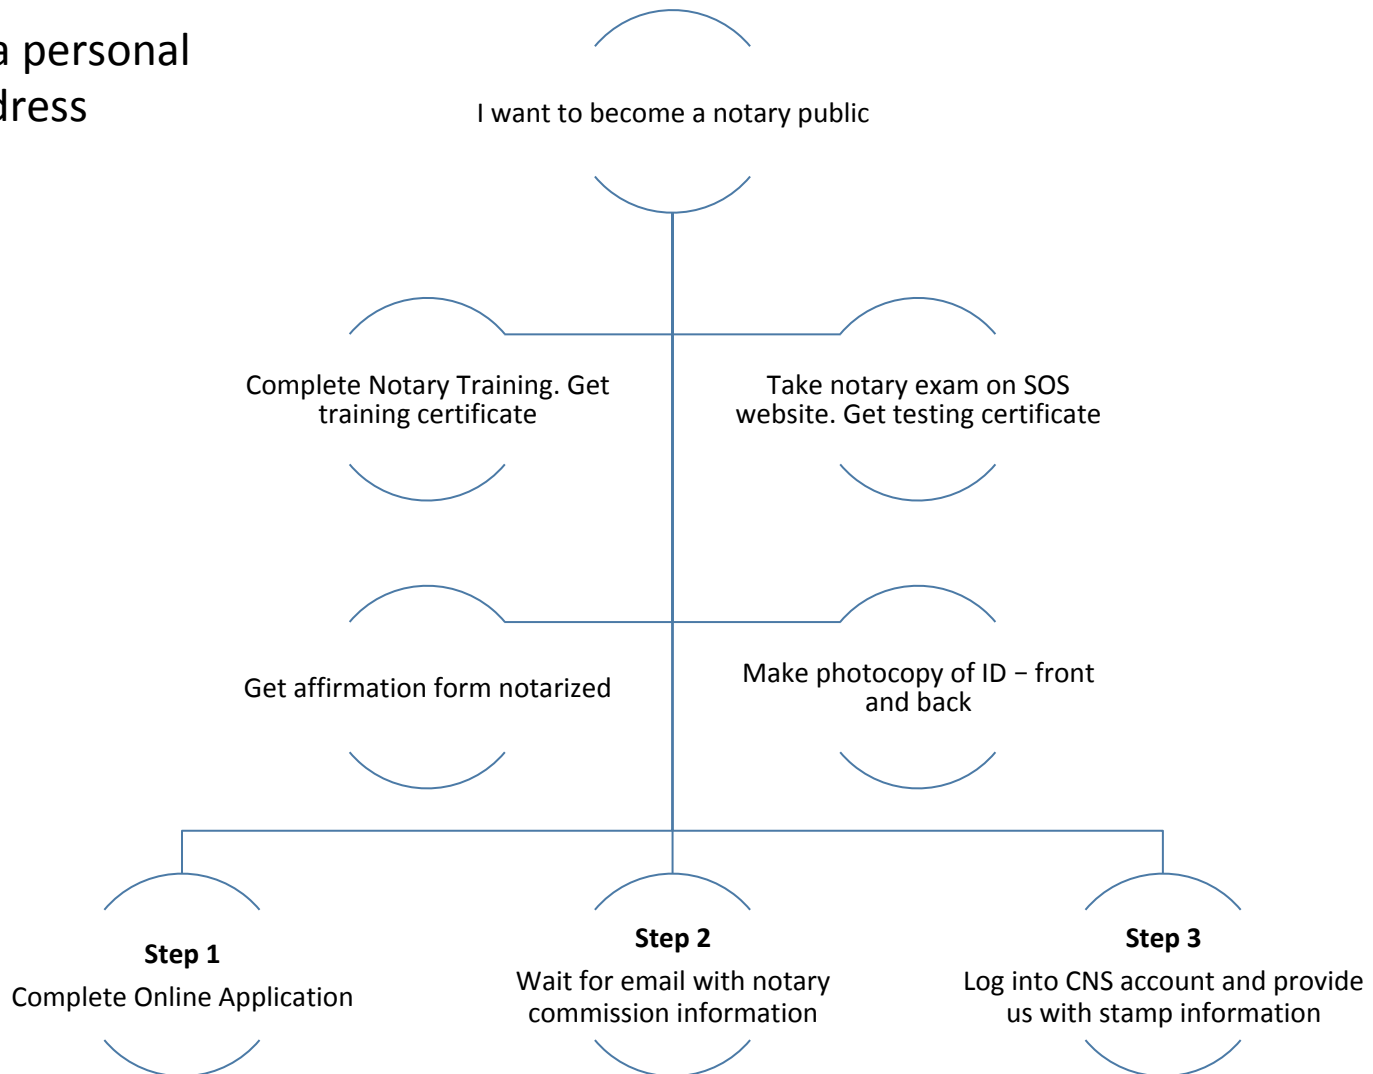 a personal
dress
I want to become a notary public
Complete Notary Training. Get
training certificate
Take notary exam on SOS
website. Get testing certificate
Get affirmation form notarized
Make photocopy of ID – front
and back
Step 1
Complete Online Application
Step 2
Wait for email with notary
commission information
Step 3
Log into CNS account and provide
us with stamp information